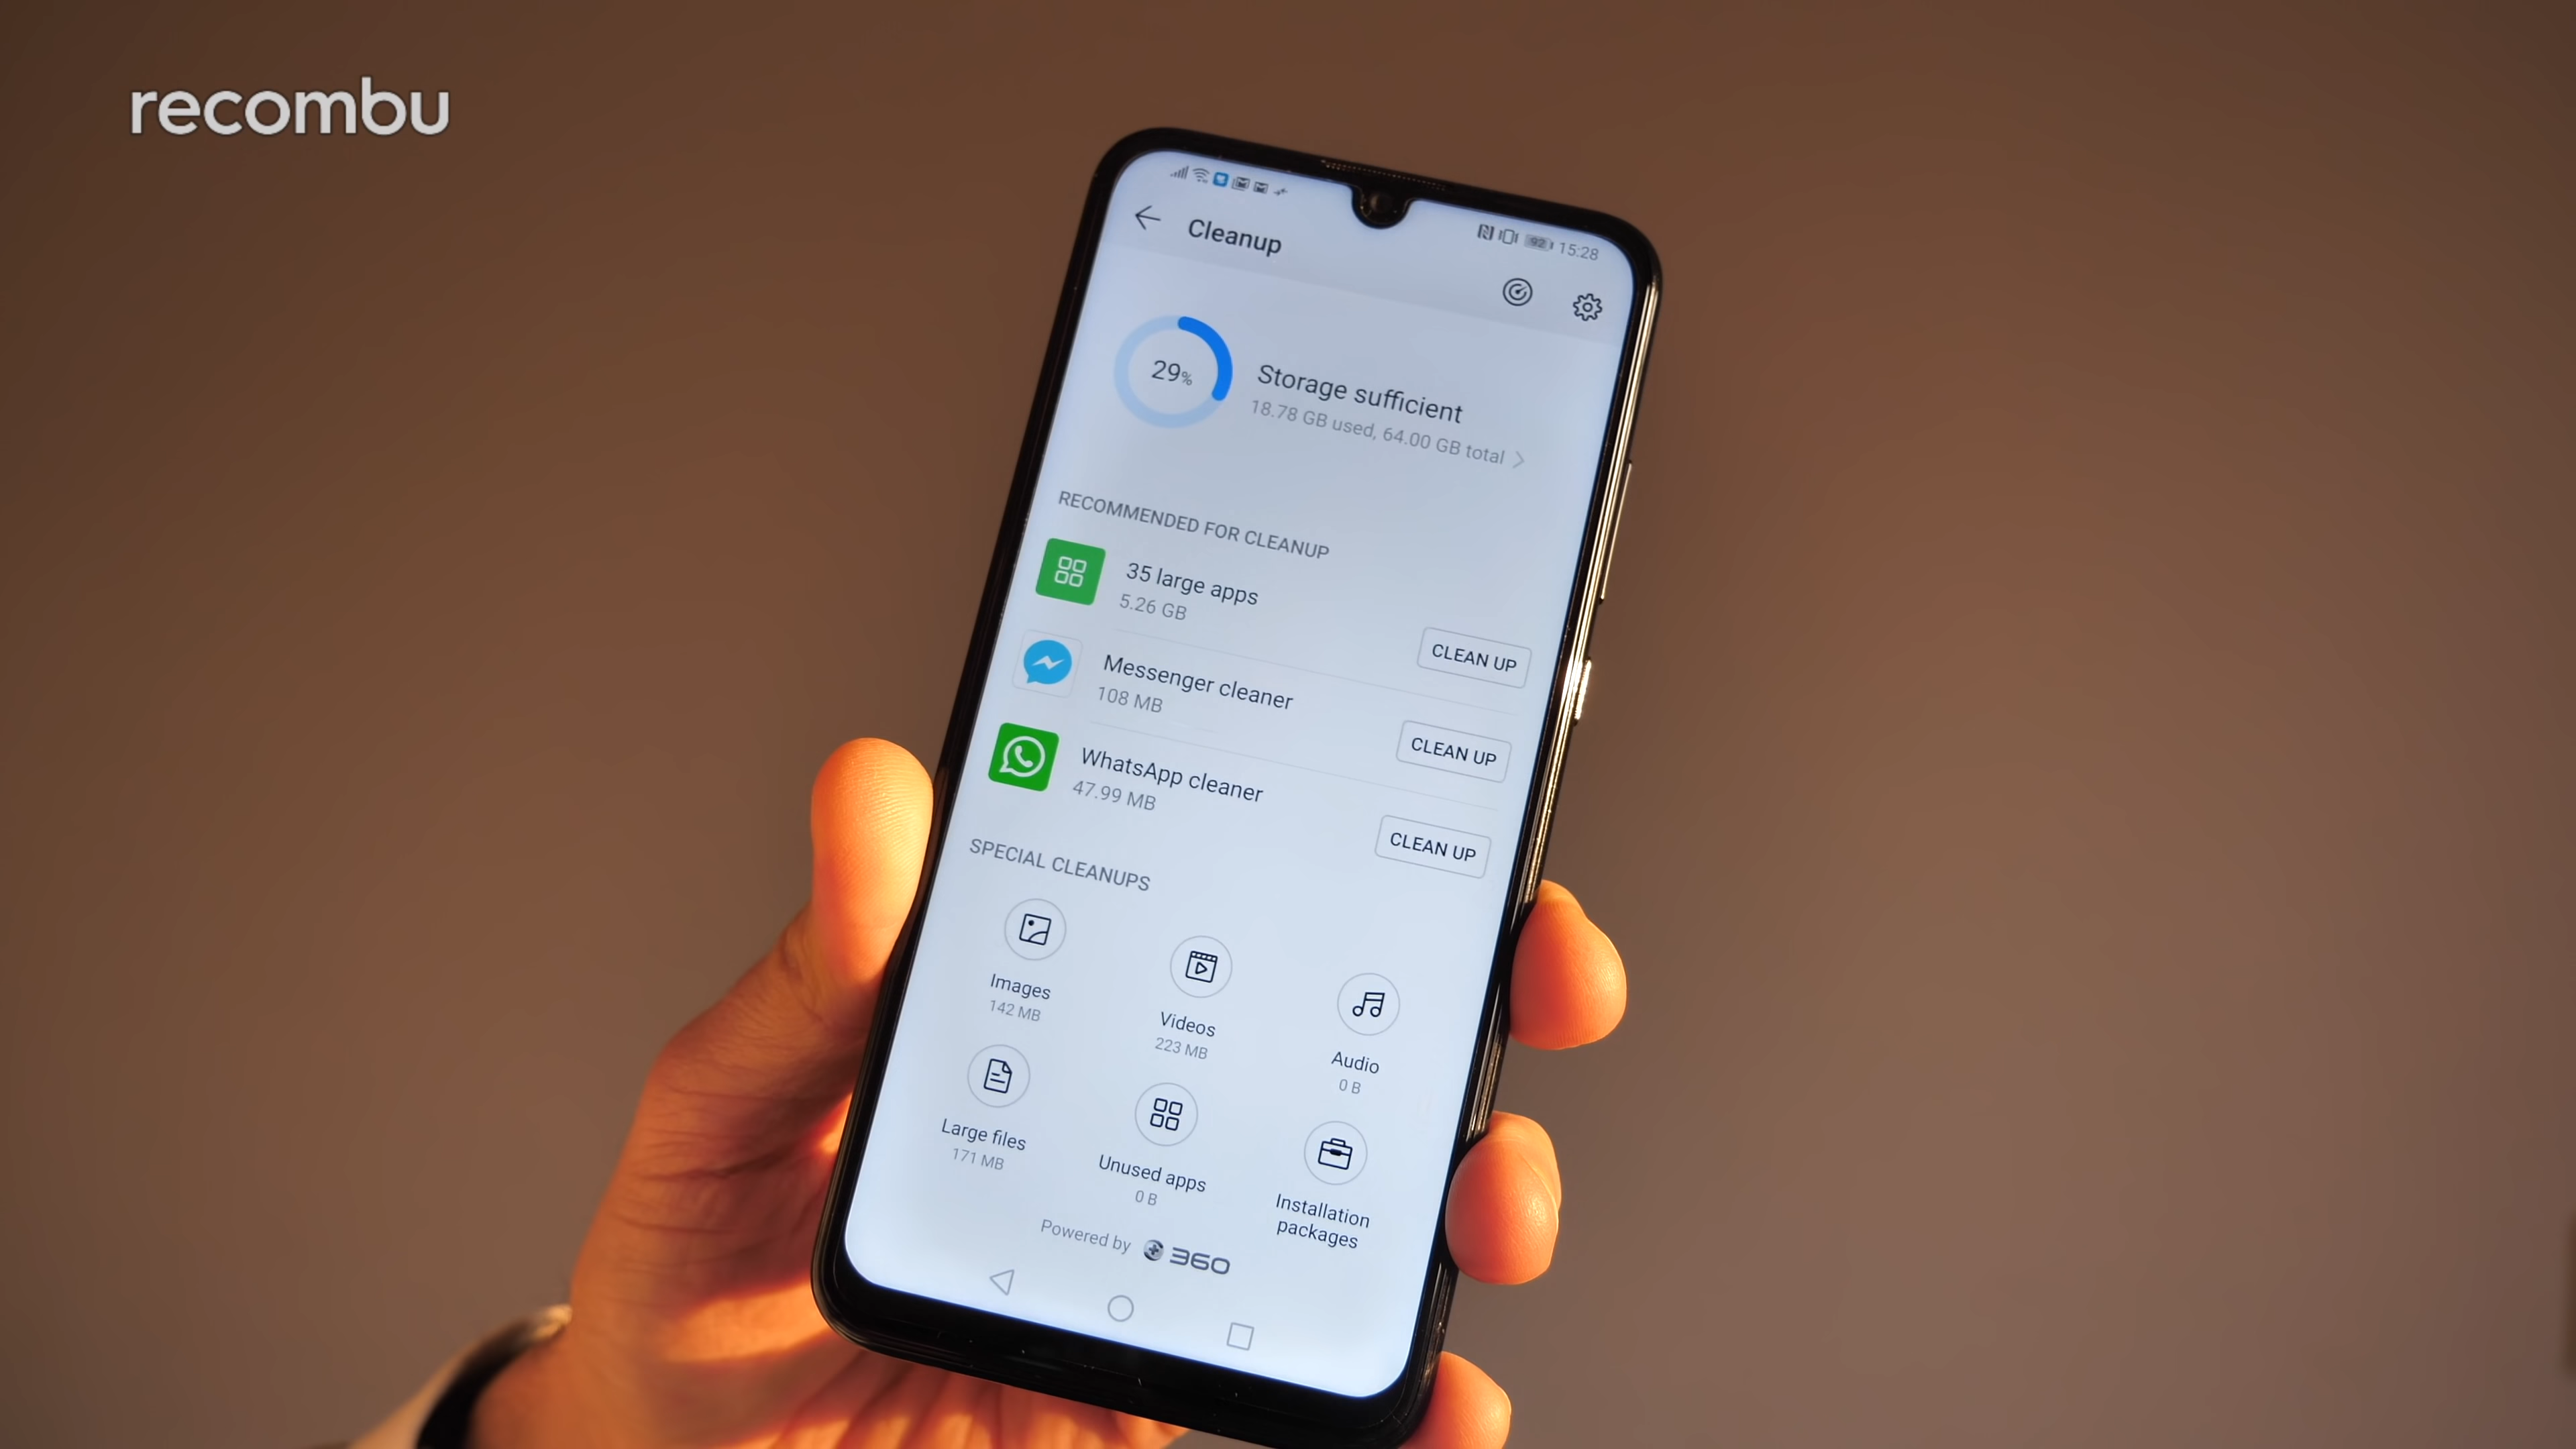 recombu
92 15:28
Cleanup
29%
Storage sufficient
18.78 GB used, 64.00 GB total
RECOMMENDED FOR CLEANUP
35 large apps
5.26 GB
CLEAN UP
Messenger cleaner
108 MB
CLEAN UP
WhatsApp cleaner
47.99 MB
CLEAN UP
SPECIAL CLEANUPS
Images
142 MB
Videos
223 MB
Audio
0 B
Large files
171 MB
Unused apps
0 B
Installation
packages
Powered by 360